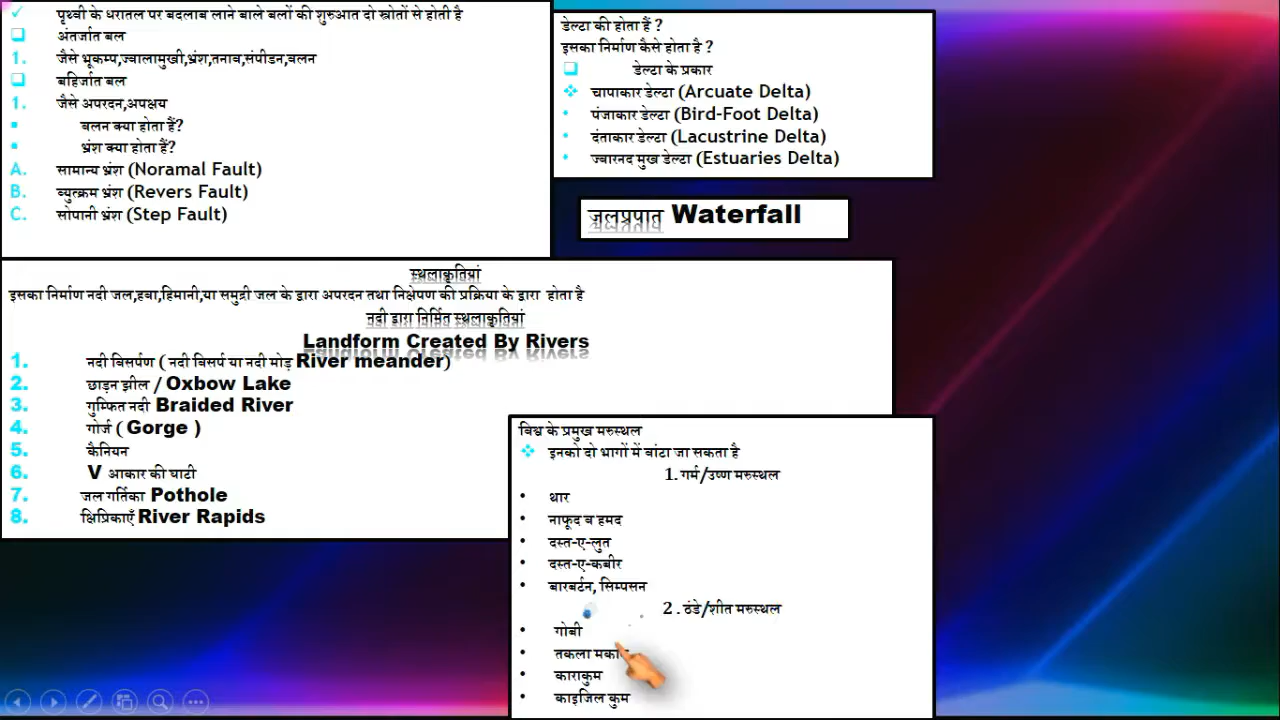 ✓ पृथ्वी के धरातल पर बदलाब लाने बाले बलों की शुरुआत दो स्त्रोतों से होती है
❑ अंतर्जात बल
1. जैसे भूकम्प,ज्वालामुखी,भ्रंश,तनाव,संपीडन,वलन
❑ बहिर्जात बल
1. जैसे अपरदन,अपक्षय
▪ बलन क्या होता हैं?
▪ भ्रंश क्या होता हैं?
A. सामान्य भ्रंश (Noramal Fault)
B. व्युत्क्रम भ्रंश (Revers Fault)
C. सोपानी भ्रंश (Step Fault)
डेल्टा की होता हैं ?
इसका निर्माण कैसे होता है ?
❑ डेल्टा के प्रकार
❖ चापाकार डेल्टा (Arcuate Delta)
• पंजाकार डेल्टा (Bird-Foot Delta)
• दंताकार डेल्टा (Lacustrine Delta)
• ज्बारनद मुख डेल्टा (Estuaries Delta)
जलप्रपात Waterfall
स्थलाकृतियां
इसका निर्माण नदी जल,हबा,हिमानी,या समुद्री जल के द्वारा अपरदन तथा निक्षेपण की प्रक्रिया के द्वारा होता है
नदी द्वारा निर्मित स्थलाकृतियां
Landform Created By Rivers
1. नदी बिसर्पण ( नदी बिसर्प या नदी मोड़ River meander)
2. छाड़न झील / Oxbow Lake
3. गुम्फित नदी Braided River
4. गोर्ज ( Gorge )
5. कैनियन
6. V आकार की घाटी
7. जल गर्तिका Pothole
8. क्षिप्रिकाएँ River Rapids
बिश्व के प्रमुख मरुस्थल
❖ इनको दो भागों में बांटा जा सकता है
1. गर्म/उष्ण मरुस्थल
• थार
• नाफूद ब हमद
• दस्त-ए-लुत
• दस्त-ए-कबीर
• बारबर्टन, सिम्पसन
2 . ठंडे/शीत मरुस्थल
• गोबी
• तकला
• काराकुम
• काइजिल कुम